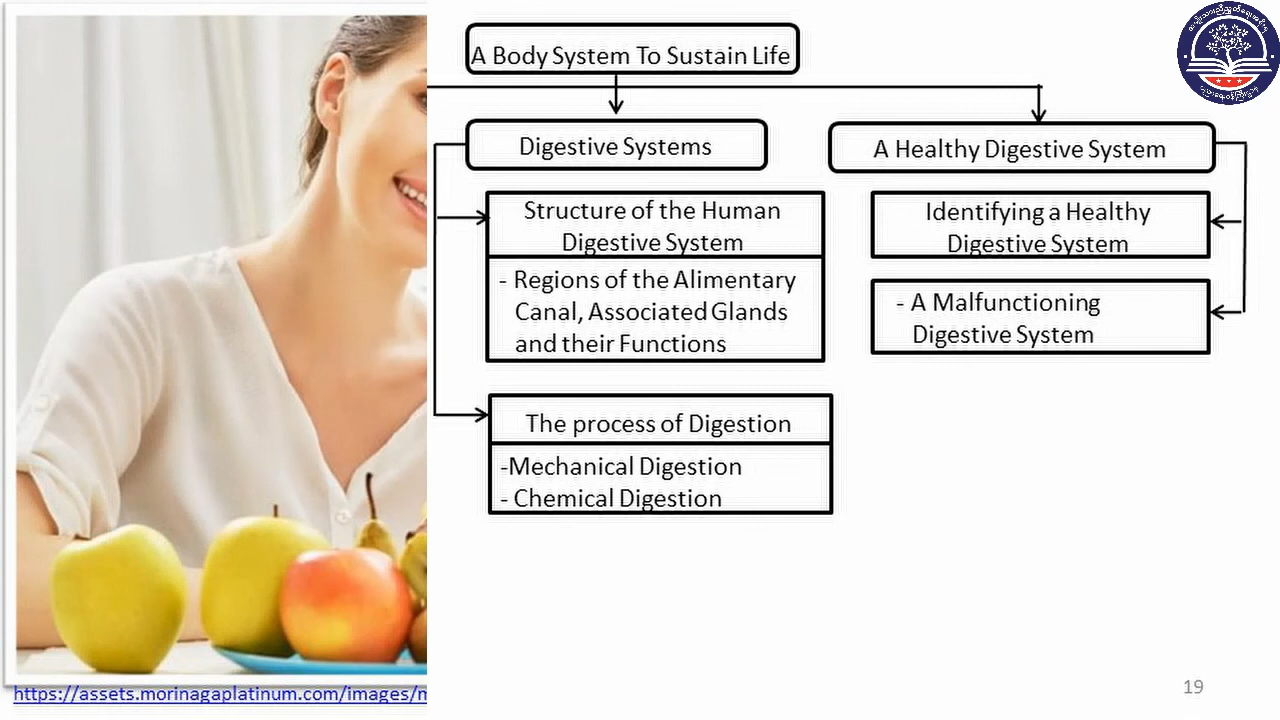 A Body System To Sustain Life
Digestive Systems
A Healthy Digestive System
Structure of the Human
Digestive System
- Regions of the Alimentary
Canal, Associated Glands
and their Functions
Identifying a Healthy
Digestive System
- A Malfunctioning
Digestive System
The process of Digestion
-Mechanical Digestion
- Chemical Digestion
https://assets.morinagaplatinum.com/images/m
19